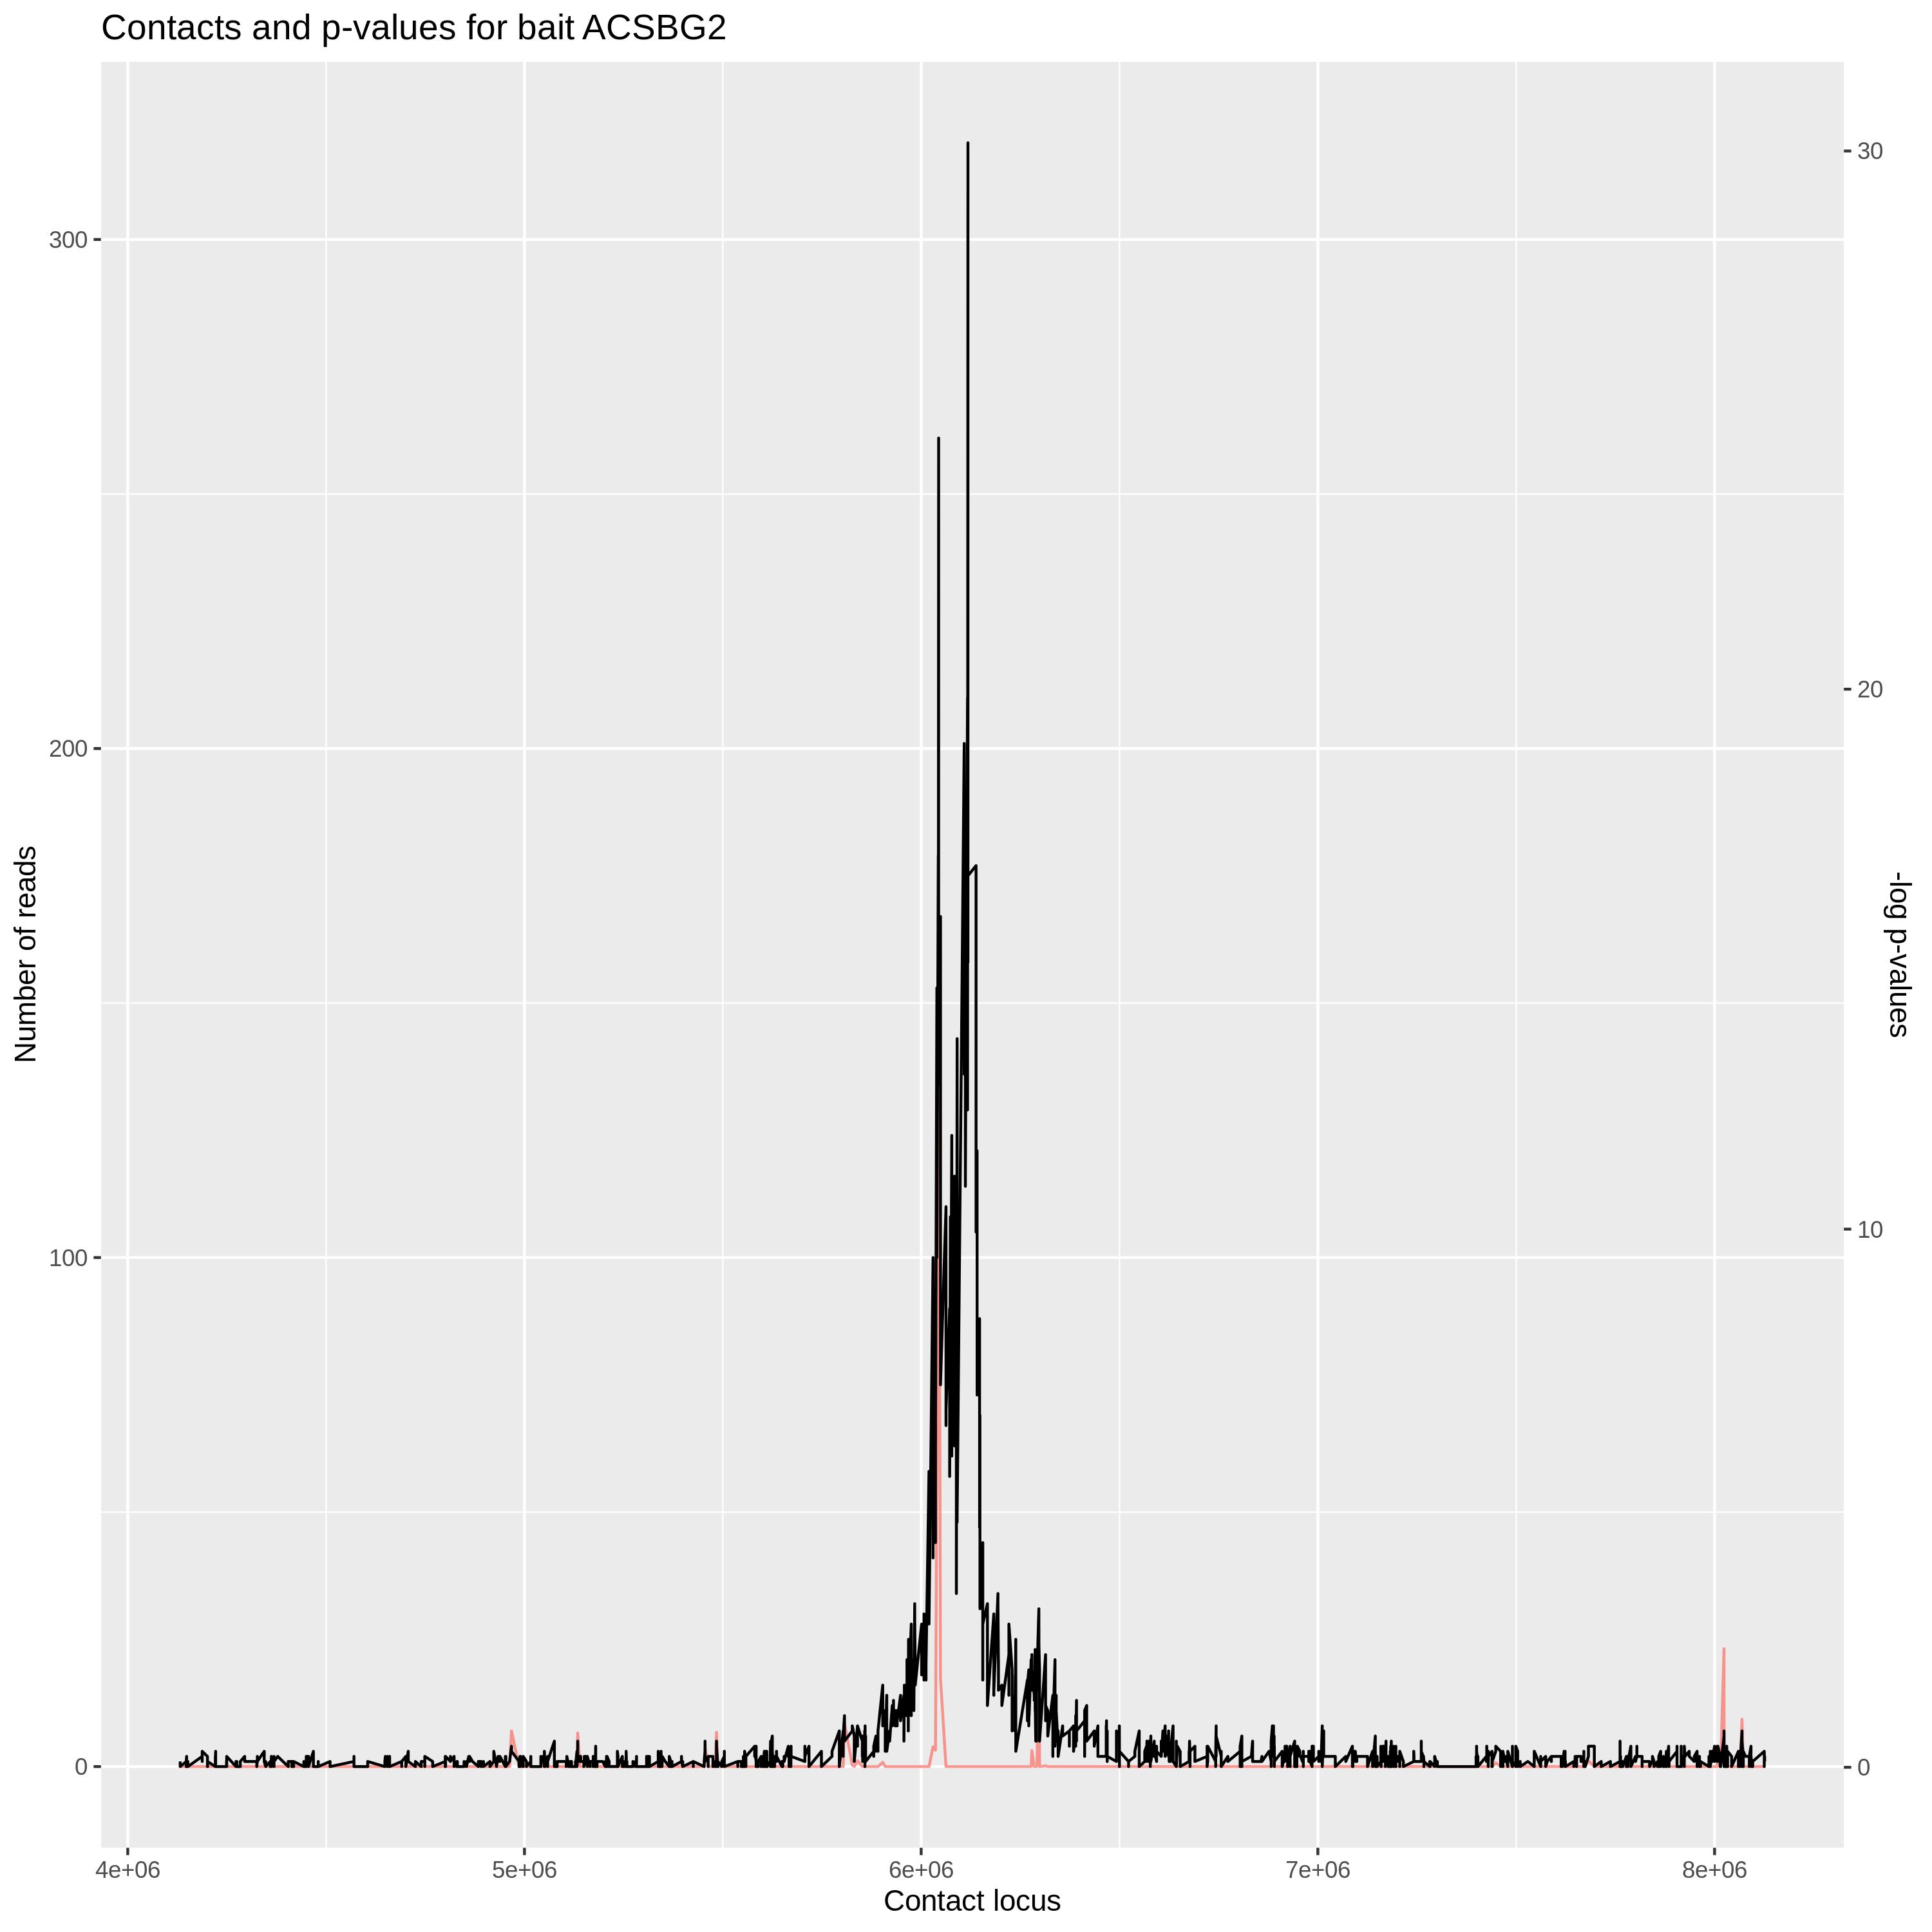 Contacts and p-values for bait ACSBG2
300
200
100
0
Number of reads
30
20
10
0
-log p-values
4e+06 5e+06 6e+06 7e+06 8e+06
Contact locus